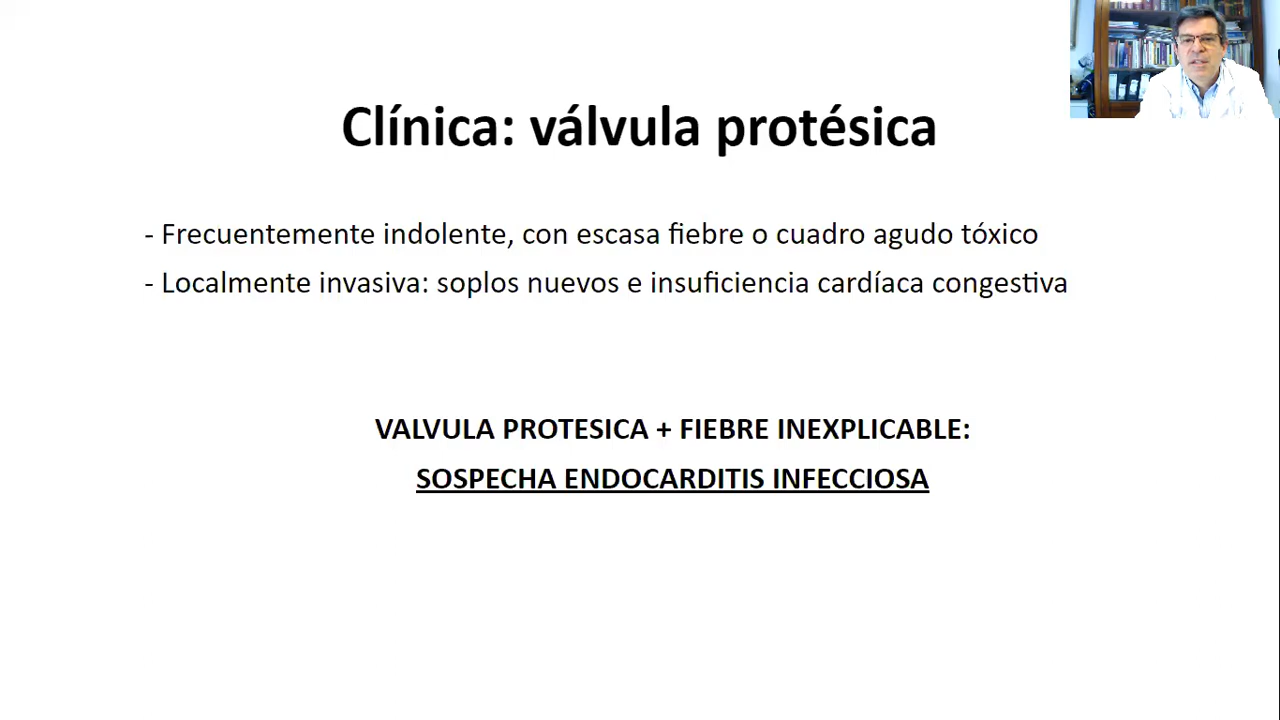 Clínica: válvula protésica
- Frecuentemente indolente, con escasa fiebre o cuadro agudo tóxico
- Localmente invasiva: soplos nuevos e insuficiencia cardíaca congestiva
VALVULA PROTESICA + FIEBRE INEXPLICABLE:
SOSPECHA ENDOCARDITIS INFECCIOSA